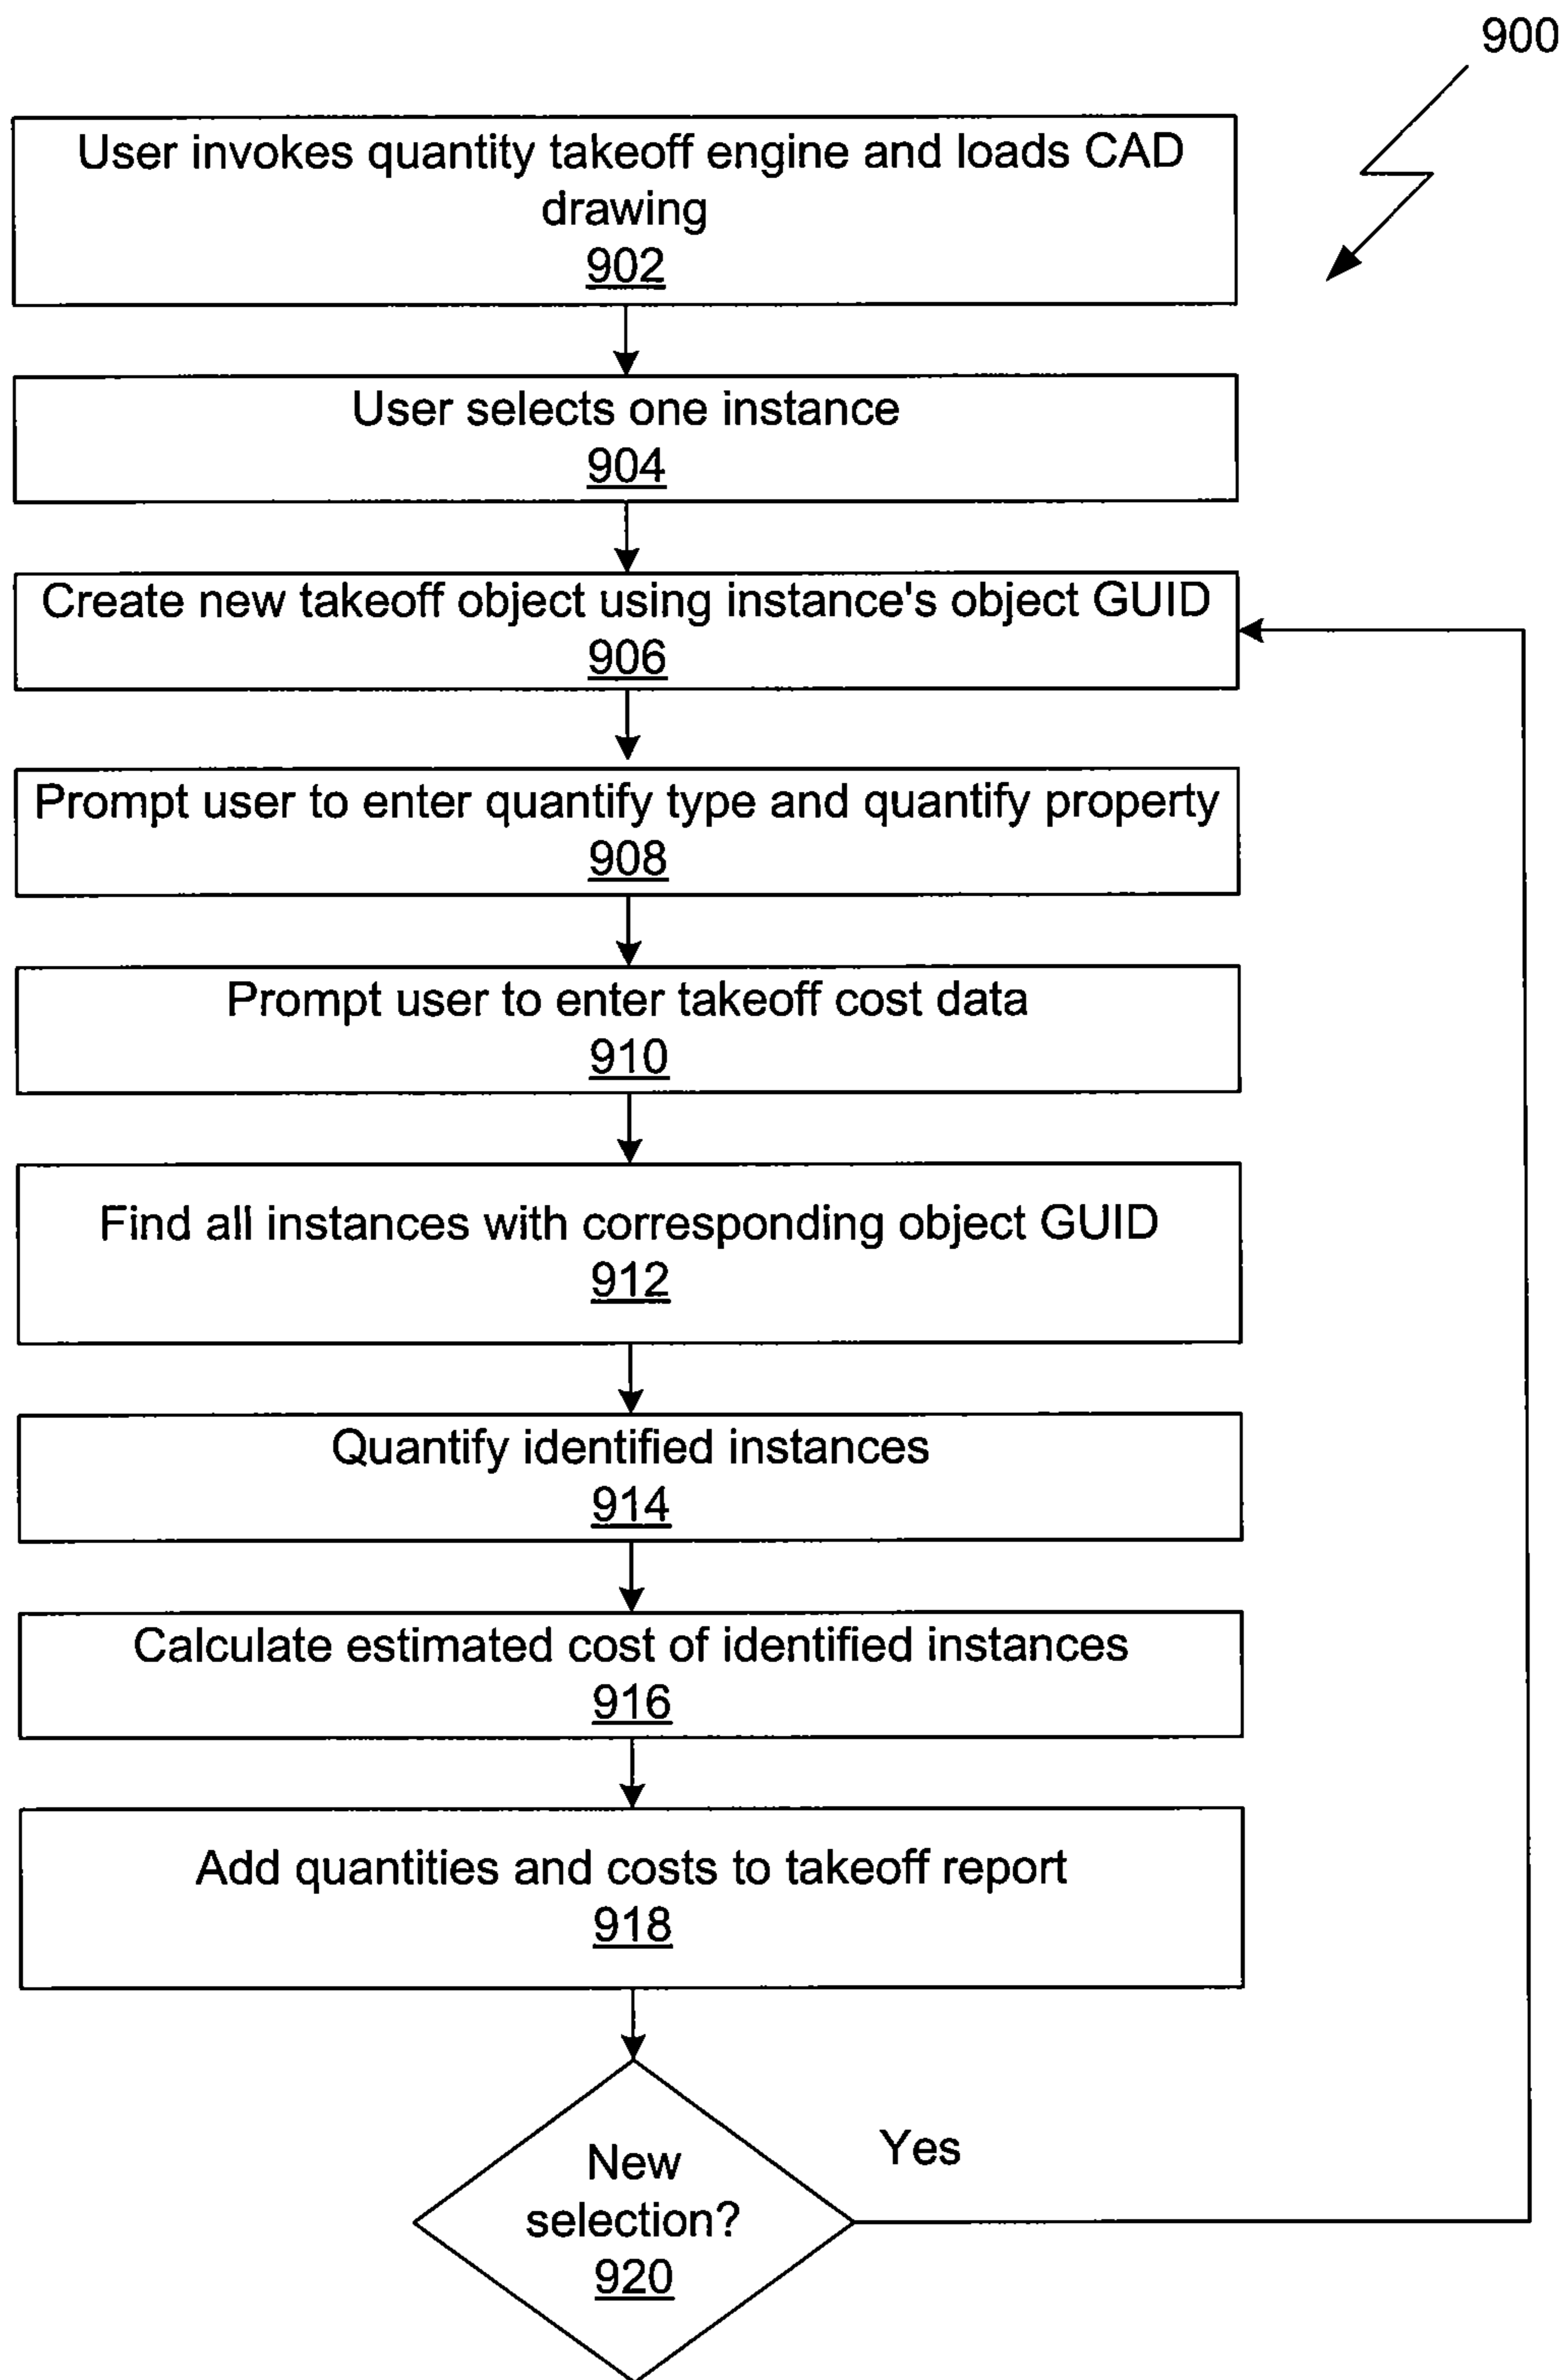 900
User invokes quantity takeoff engine and loads CAD
drawing
902
User selects one instance
904
Create new takeoff object using instance's object GUID
906
Prompt user to enter quantify type and quantify property
908
Prompt user to enter takeoff cost data
910
Find all instances with corresponding object GUID
912
Quantify identified instances
914
Calculate estimated cost of identified instances
916
Add quantities and costs to takeoff report
918
Yes
New
selection?
920